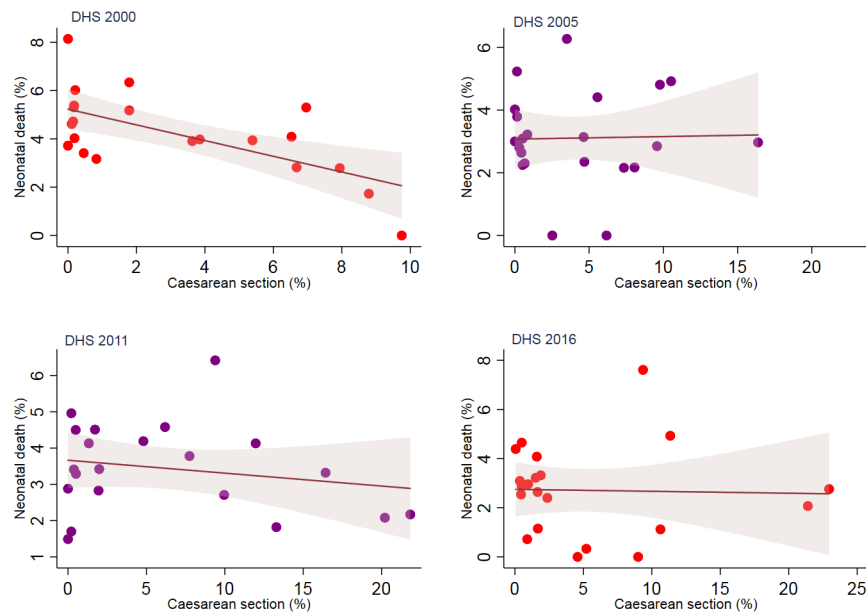 DHS 2000
Neonatal death (%)
8
6
4
2
0
0 2 4 6 8 10
Caesarean section (%)
DHS 2005
Neonatal death (%)
6
4
2
0
0 5 10 15 20
Caesarean section (%)
DHS 2011
Neonatal death (%)
6
5
4
3
2
1
0 5 10 15 20
Caesarean section (%)
DHS 2016
Neonatal death (%)
8
6
4
2
0
0 5 10 15 20 25
Caesarean section (%)